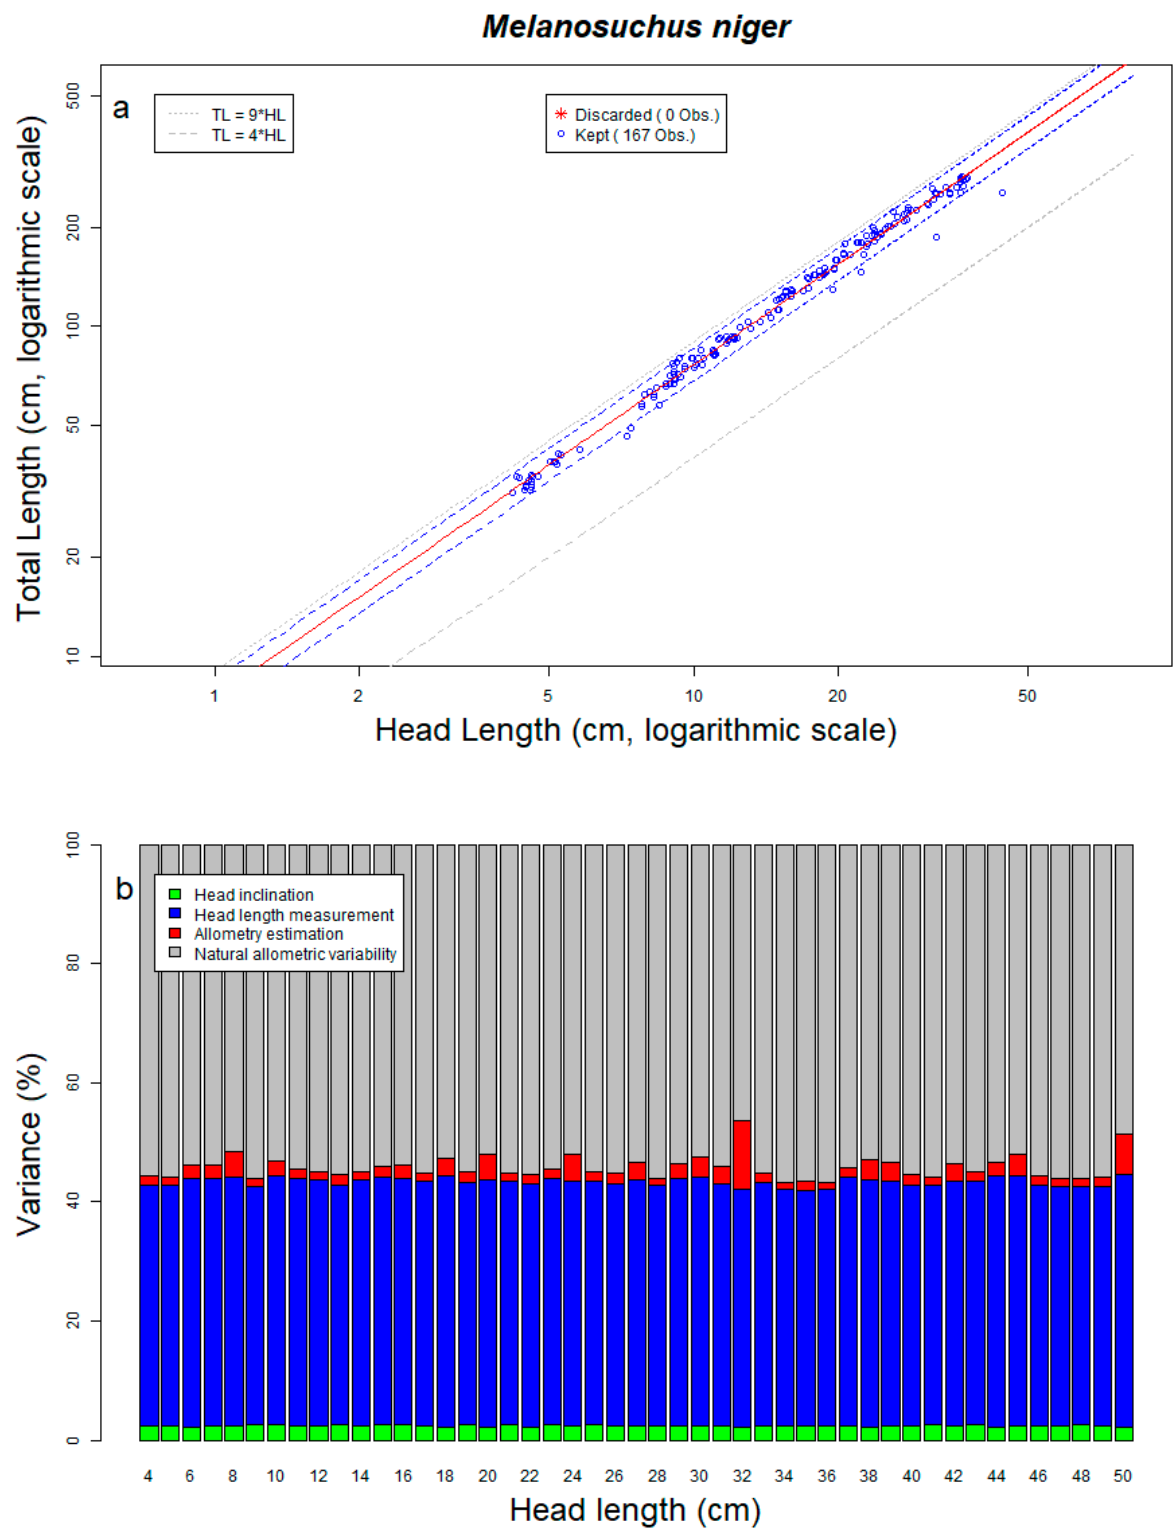 Melanosuchus niger
a
TL = 9*HL
TL = 4*HL
Discarded ( 0 Obs.)
Kept ( 167 Obs.)
Total Length (cm, logarithmic scale)
500
200
100
50
20
10
1 2 5 10 20 50
Head Length (cm, logarithmic scale)
b
Head inclination
Head length measurement
Allometry estimation
Natural allometric variability
Variance (%)
100
80
60
40
20
0
4 6 8 10 12 14 16 18 20 22 24 26 28 30 32 34 36 38 40 42 44 46 48 50
Head length (cm)